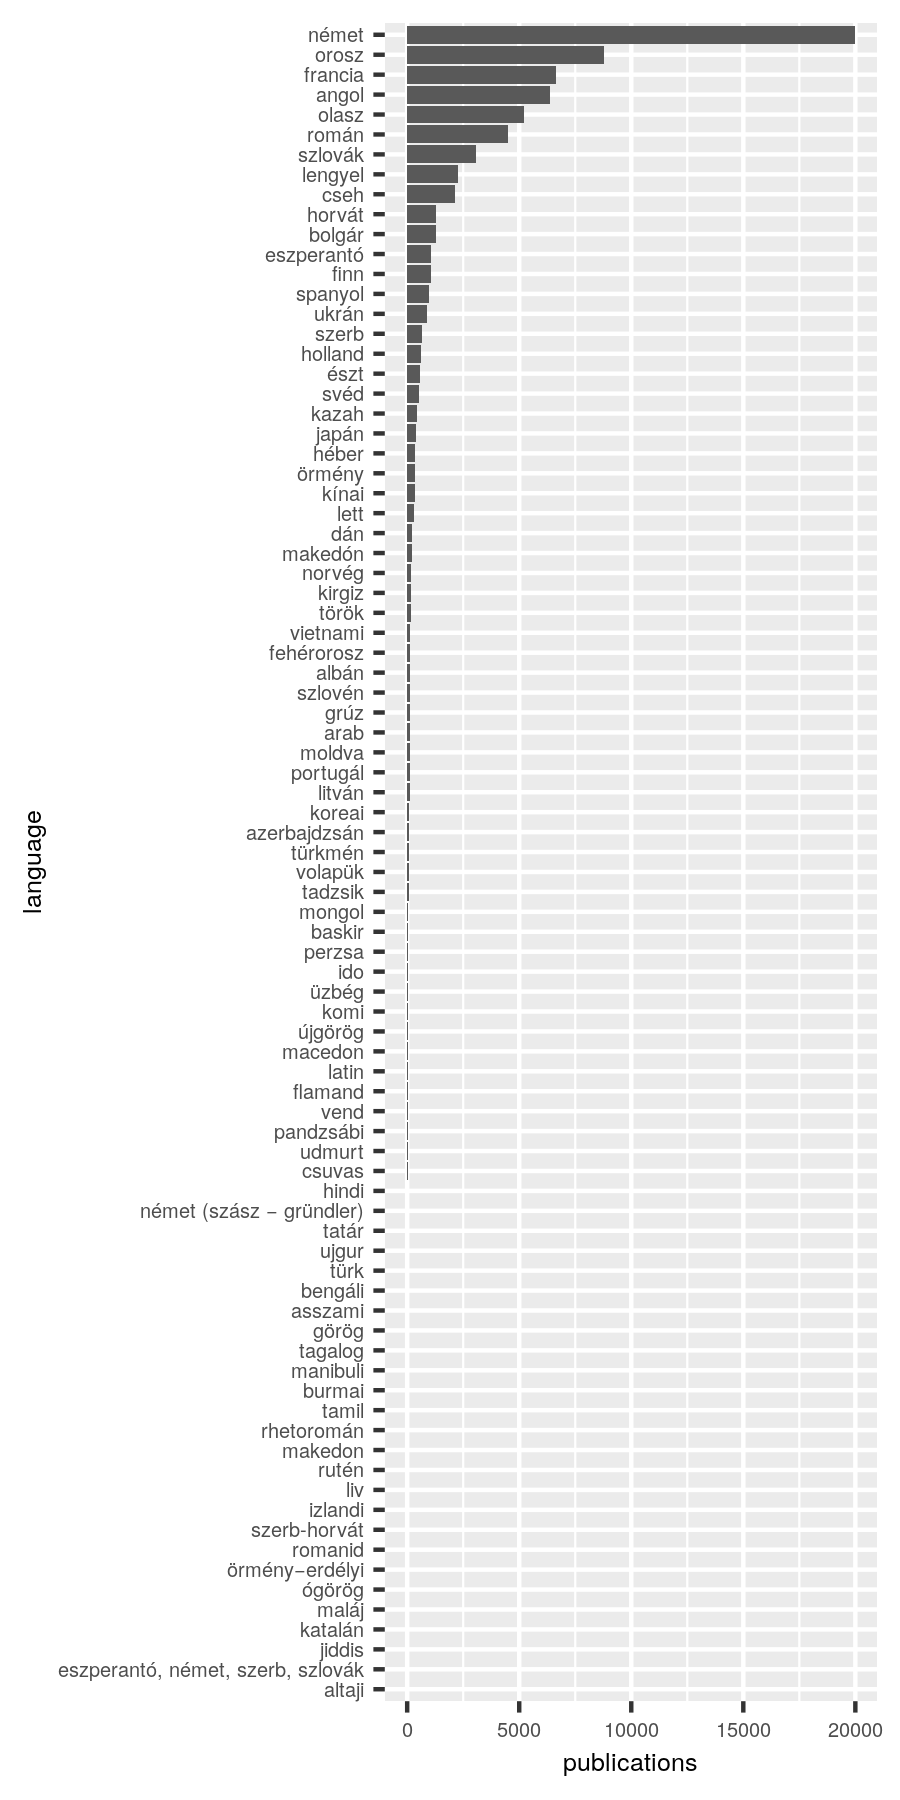 német
orosz
francia
angol
olasz
román
szlovák
lengyel
cseh
horvát
bolgár
eszperantó
finn
spanyol
ukrán
szerb
holland
észt
svéd
kazah
japán
héber
örmény
kínai
lett
dán
makedón
norvég
kirgiz
török
vietnami
fehérorosz
albán
szlovén
grúz
arab
moldva
portugál
litván
koreai
azerbajdzsán
türkmén
volapük
tadzsik
mongol
baskir
perzsa
ido
üzbég
komi
újgörög
macedon
latin
flamand
vend
pandzsábi
udmurt
csuvas
hindi
német (szász − gründler)
tatár
ujgur
türk
bengáli
asszami
görög
tagalog
manibuli
burmai
tamil
rhetoromán
makedon
rutén
liv
izlandi
szerb-horvát
romanid
örmény−erdélyi
ógörög
maláj
katalán
jiddis
eszperantó, német, szerb, szlovák
altaji
language
0 5000 10000 15000 20000
publications